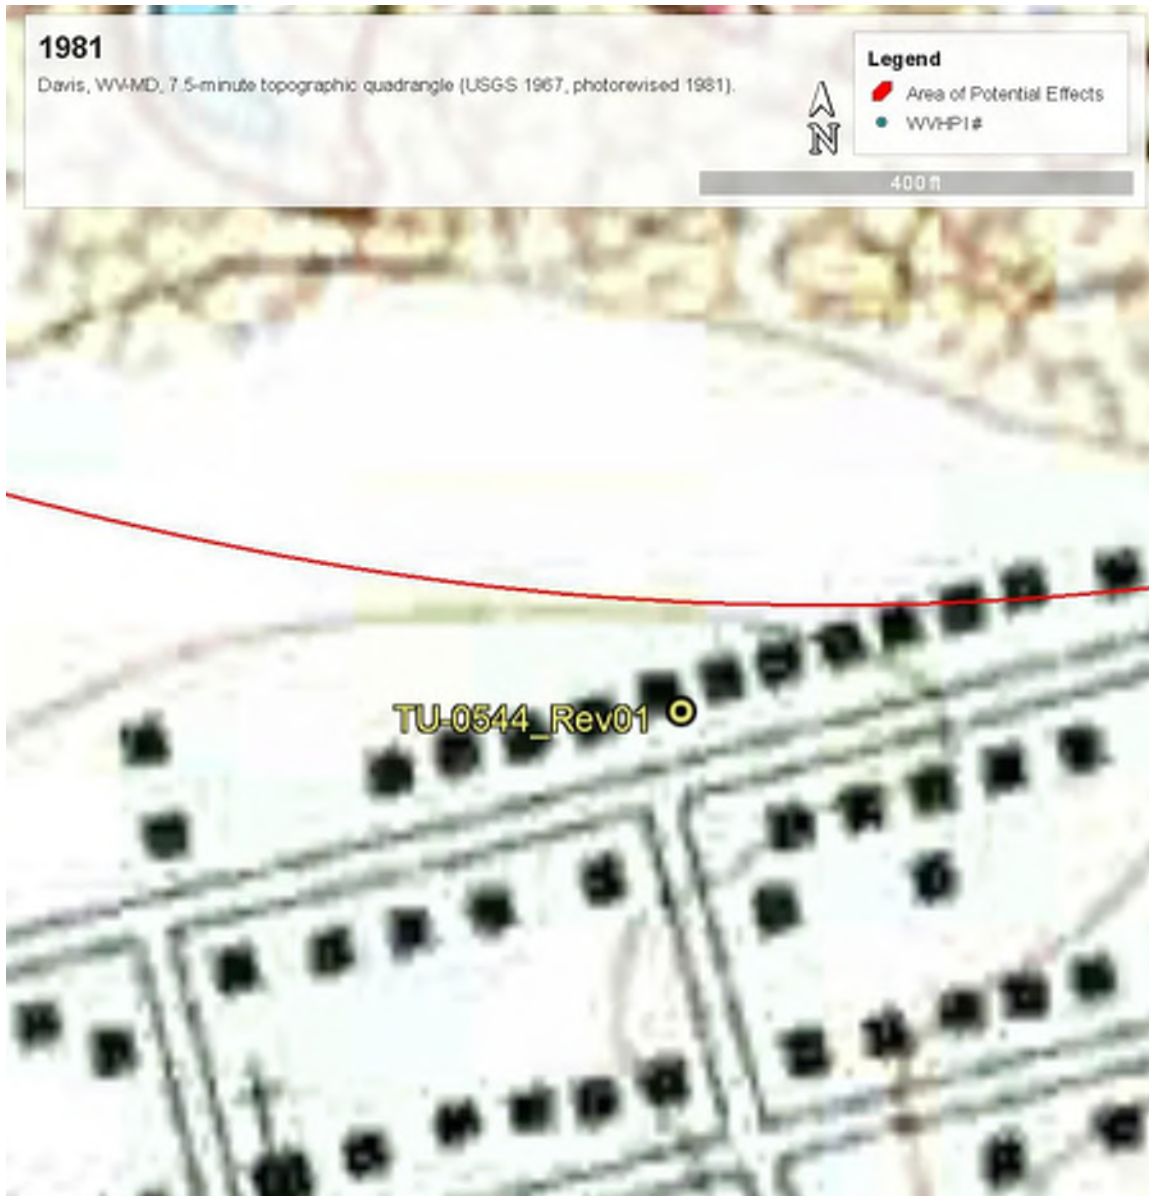 1981
Davis, WV-MD, 7.5-minute topographic quadrangle (USGS 1967, photorevised 1981).
Legend
Area of Potential Effects
WVHPI#
N
400 ft
TU-0544_Rev01